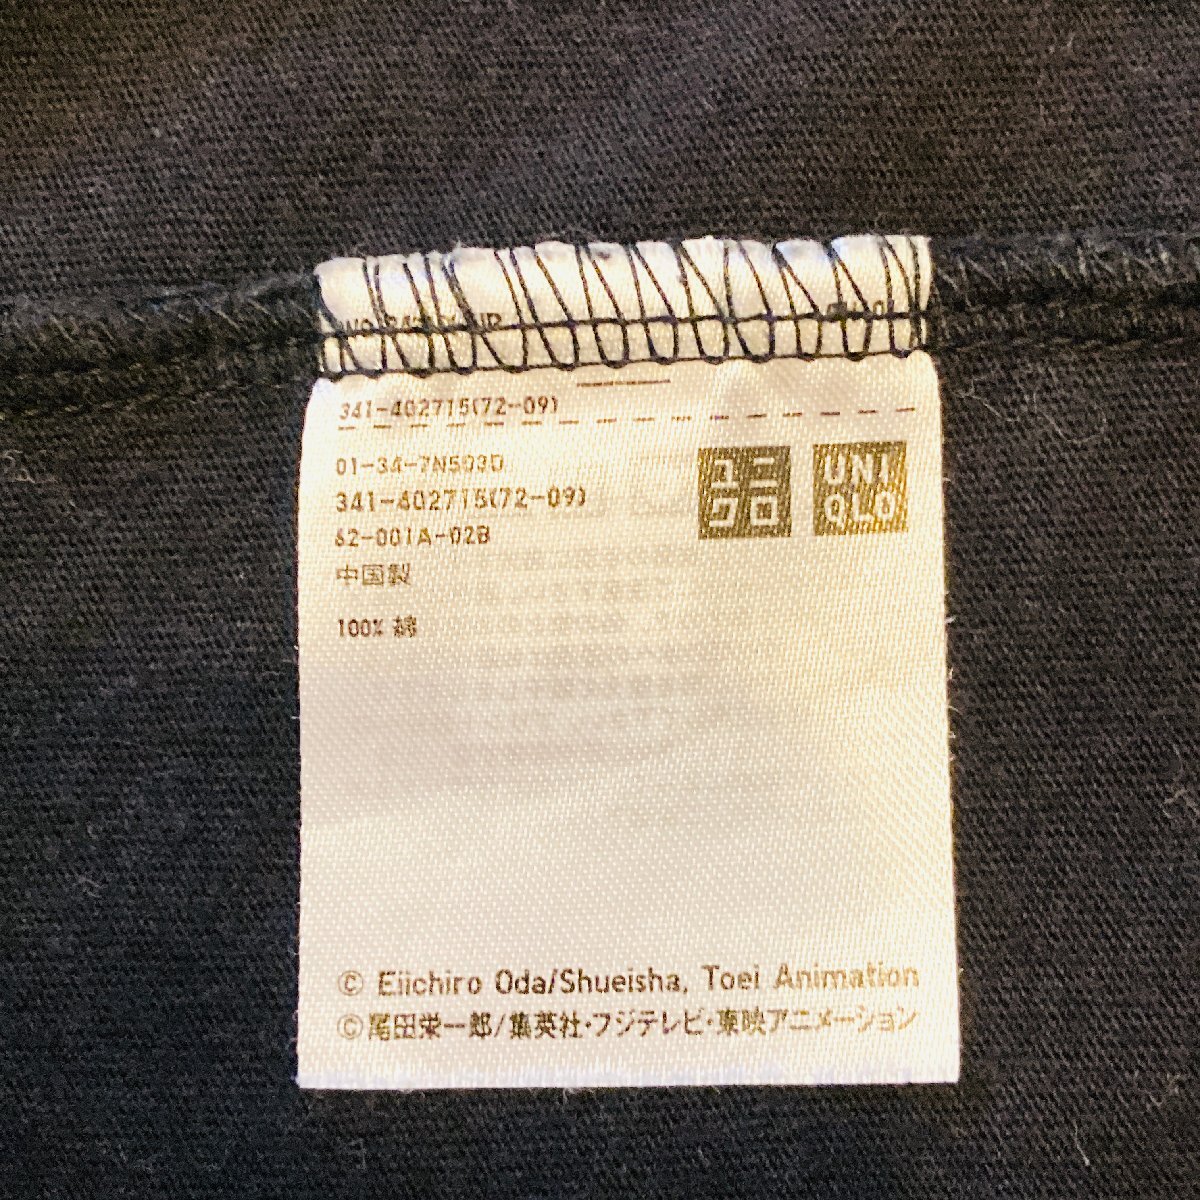 341-402715(72-09)
01-34-7N503D
341-402715(72-09)
62-001A-02B
中国製
100% 綿
ユニ
クロ
UNI
QLO
© Eiichiro Oda/Shueisha, Toei Animation
©尾田栄一郎/集英社・フジテレビ・東映アニメーション